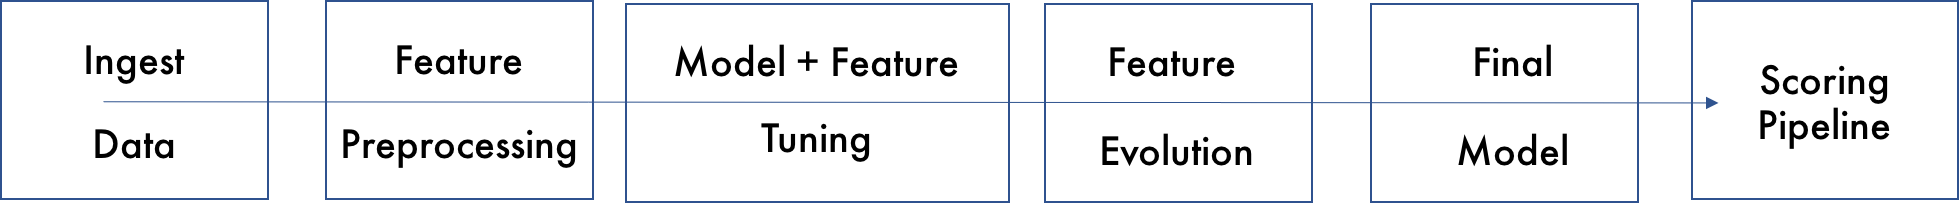 Ingest
Data
Feature
Preprocessing
Model + Feature
Tuning
Feature
Evolution
Final
Model
Scoring
Pipeline